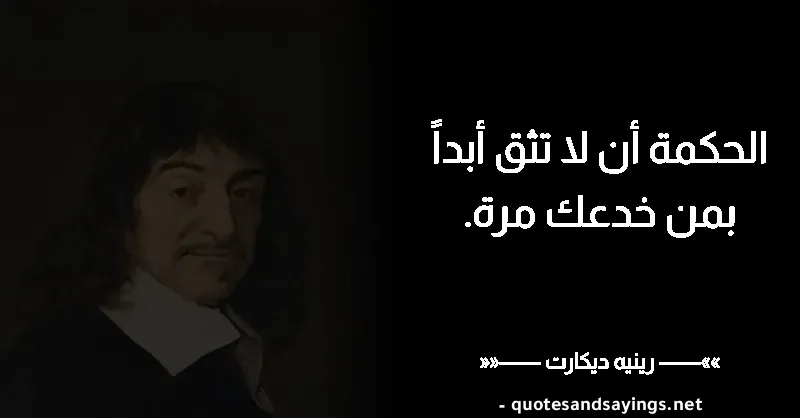 الحكمة أن لا تثق أبداً
بمن خدعك مرة.
»»—— رينيه ديكارت ——««
- quotesandsayings.net